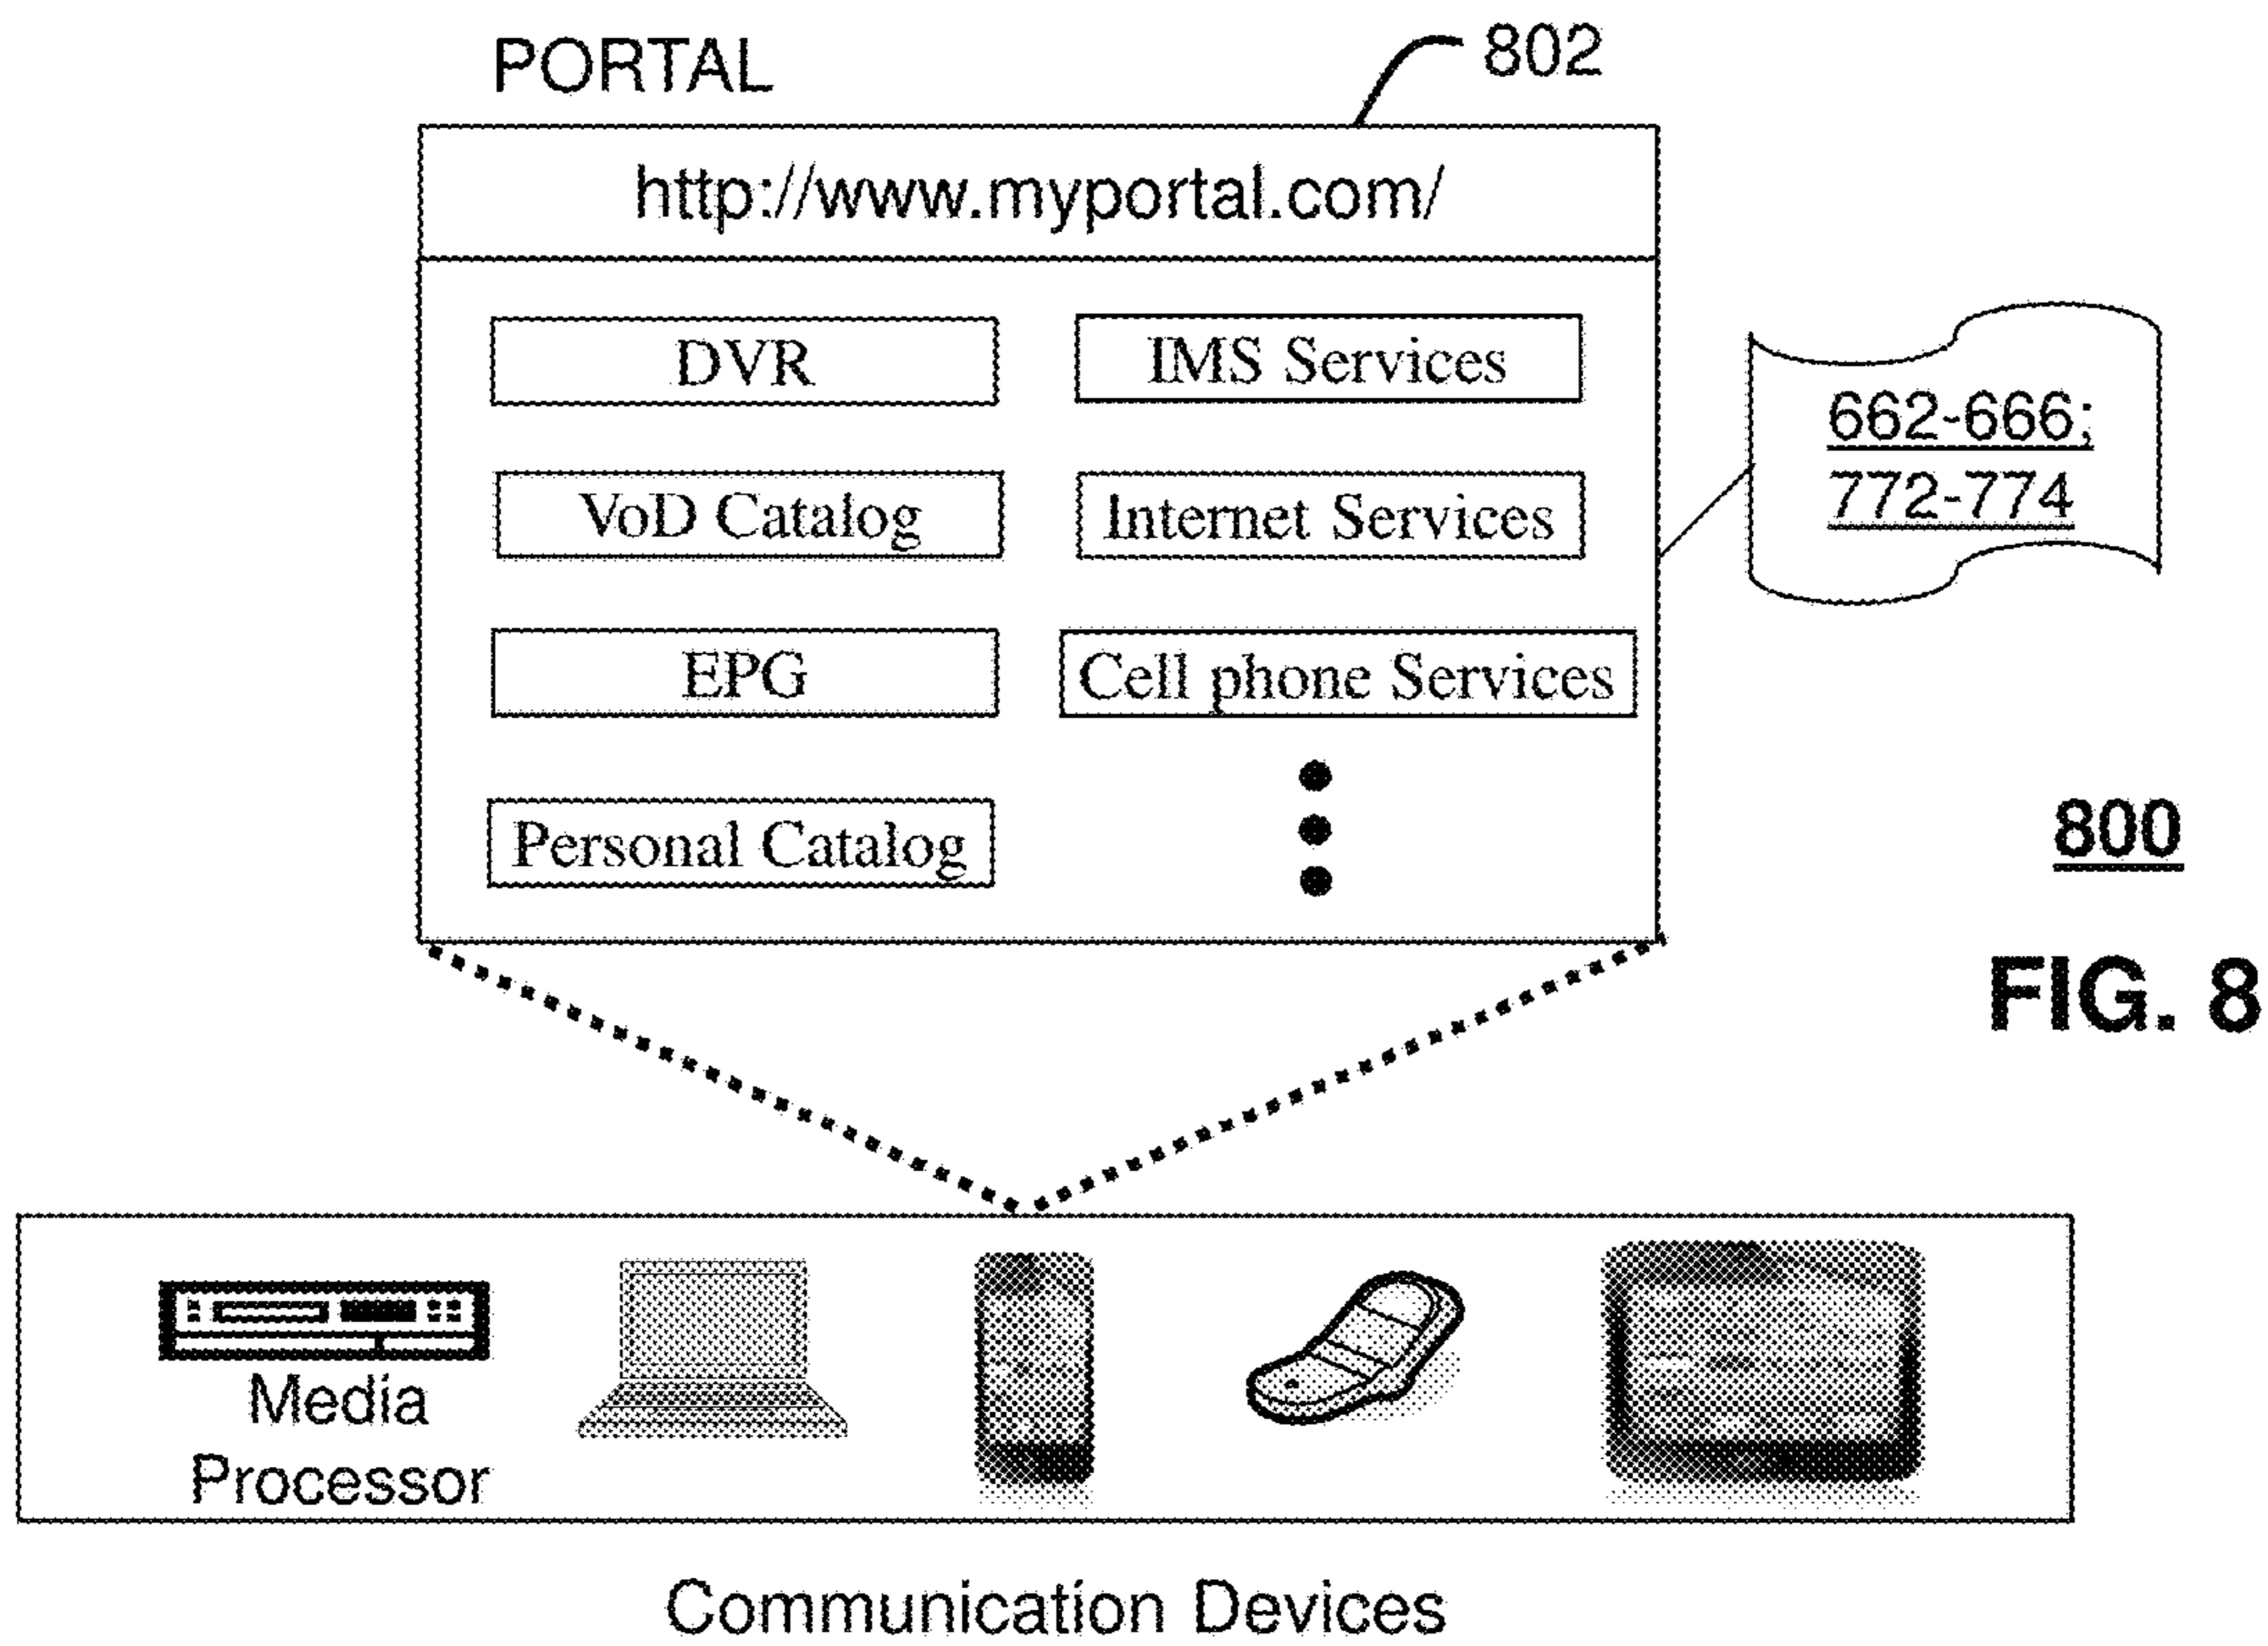 PORTAL
802
http://www.myportal.com/
DVR
IMS Services
VoD Catalog
Internet Services
EPG
Cell phone Services
Personal Catalog
662-666;
772-774
800
FIG. 8
Media
Processor
Communication Devices